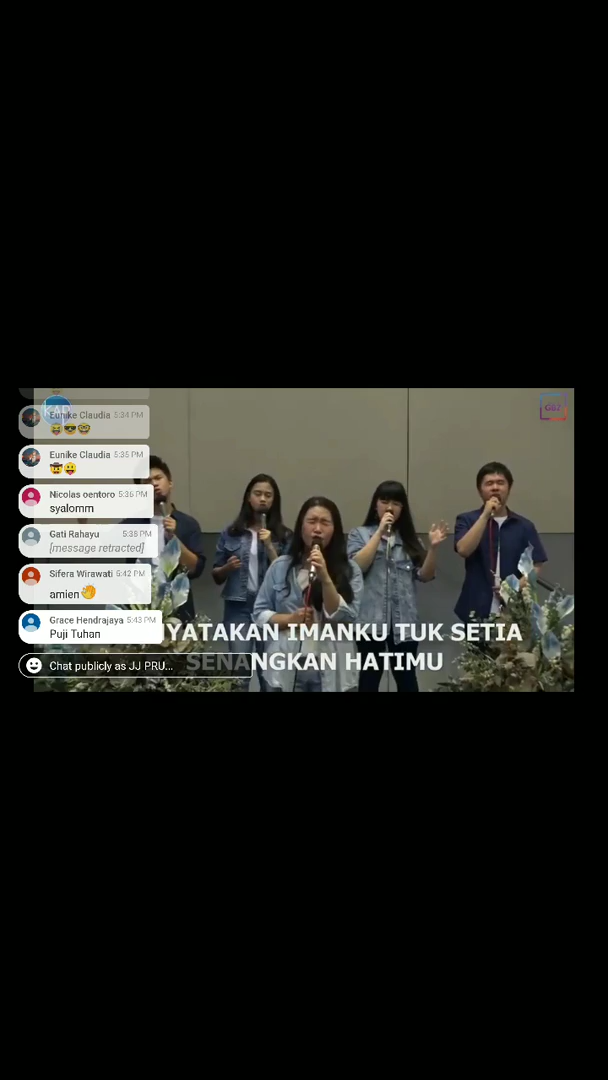 KAP
GKI
Eunike Claudia 5:34 PM
😝😎🤓
Eunike Claudia 5:35 PM
🤠😛
Nicolas oentoro 5:36 PM
syalomm
Gati Rahayu 5:38 PM
[message retracted]
Sifera Wirawati 5:42 PM
amien👏
Grace Hendrajaya 5:43 PM
Puji Tuhan
YATAKAN IMANKU TUK SETIA
SENANGKAN HATIMU
Chat publicly as JJ PRU...